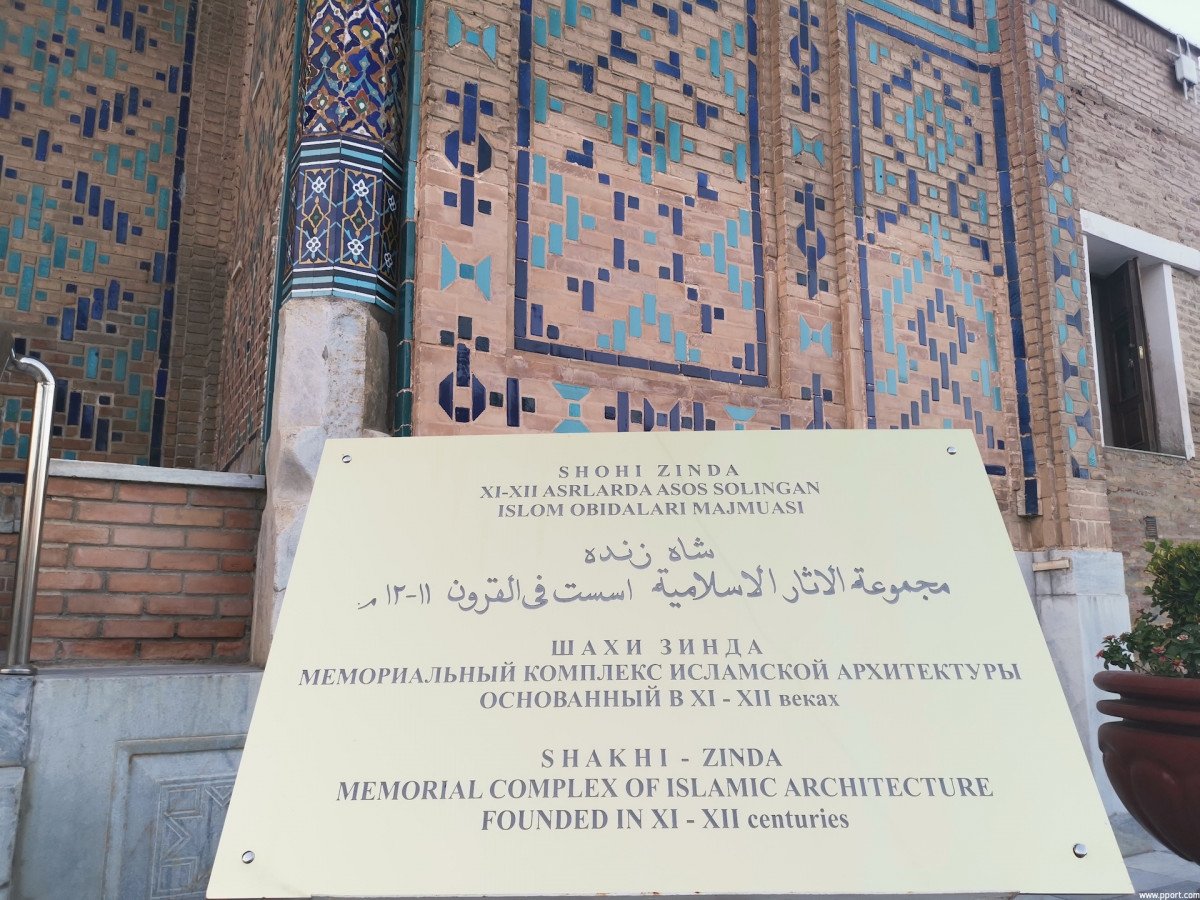 SHOHI ZINDA
XI-XII ASRLARDA ASOS SOLINGAN
ISLOM OBIDALARI MAJMUASI
شاه زنده
مجموعة الاثار الاسلامية اسست فى القرون ١١-١٢ م.
ШАХИ ЗИНДА
МЕМОРИАЛЬНЫЙ КОМПЛЕКС ИСЛАМСКОЙ АРХИТЕКТУРЫ
ОСНОВАННЫЙ В XI - XII веках
SHAKHI - ZINDA
MEMORIAL COMPLEX OF ISLAMIC ARCHITECTURE
FOUNDED IN XI - XII centuries
www.pport.com